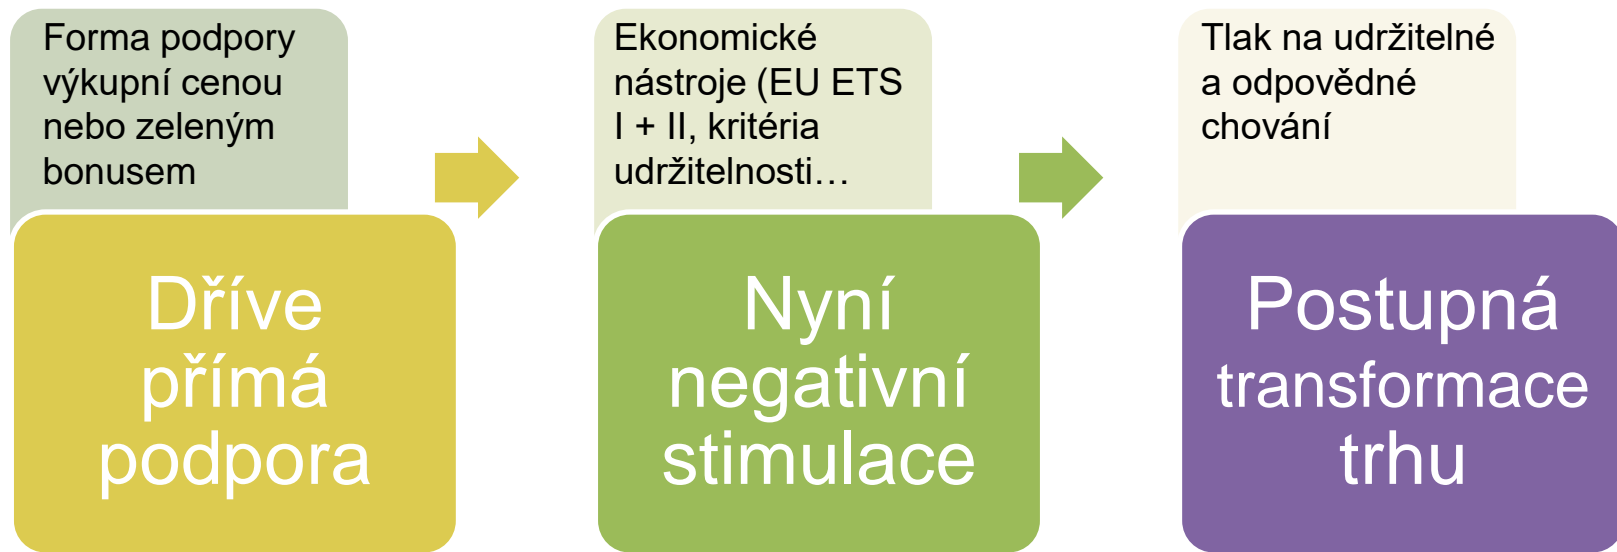 Forma podpory
výkupní cenou
nebo zeleným
bonusem
Dříve
přímá
podpora
Ekonomické
nástroje (EU ETS
I + II, kritéria
udržitelnosti…
Nyní
negativní
stimulace
Tlak na udržitelné
a odpovědné
chování
Postupná
transformace
trhu